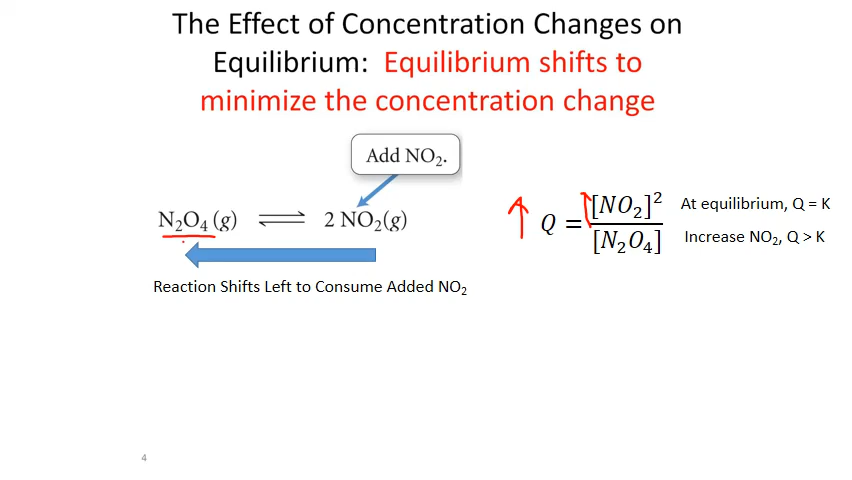 The Effect of Concentration Changes on
Equilibrium: Equilibrium shifts to
minimize the concentration change
Add NO₂.
N₂O₄(g) ⇌ 2 NO₂(g)
Reaction Shifts Left to Consume Added NO₂
Q = [NO₂]² / [N₂O₄]
At equilibrium, Q = K
Increase NO₂, Q > K
4